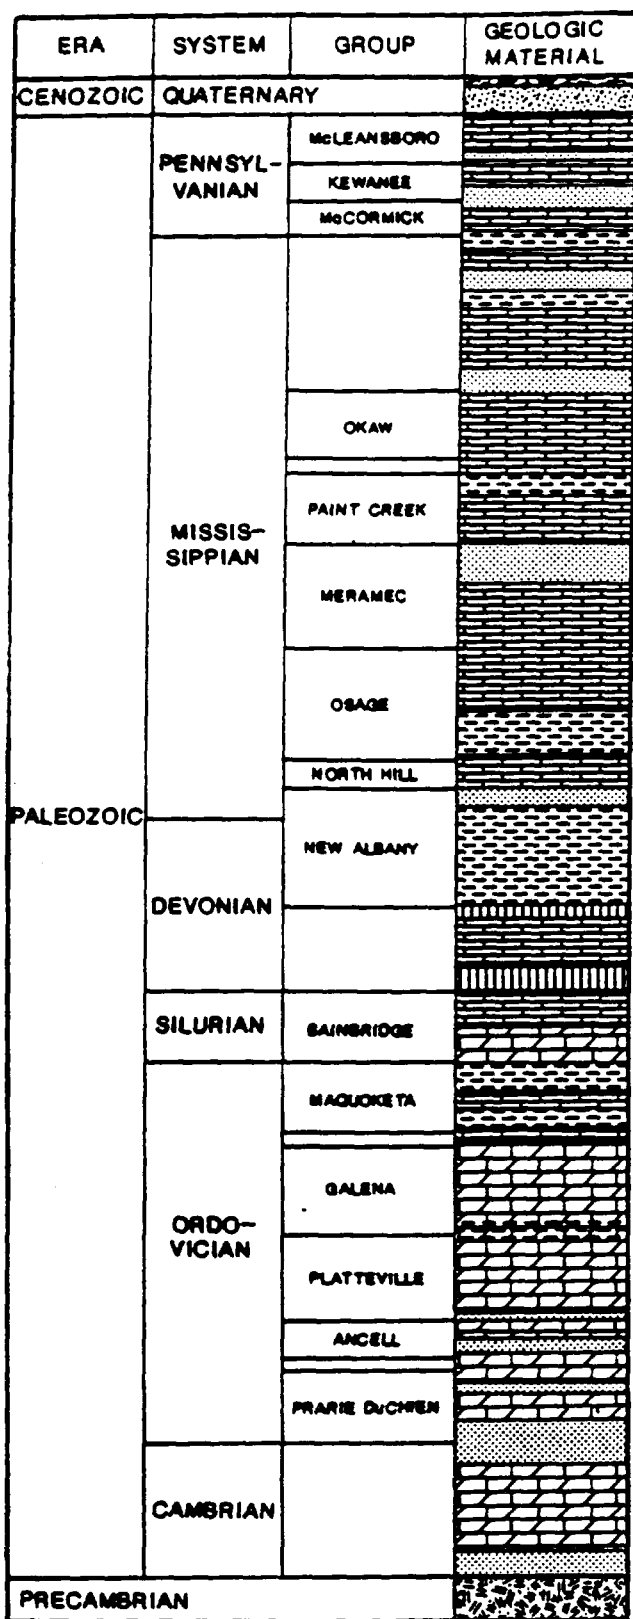 ERA
SYSTEM
GROUP
GEOLOGIC
MATERIAL
CENOZOIC
QUATERNARY
PALEOZOIC
PENNSYL-
VANIAN
McLEANSBORO
KEWANEE
McCORMICK
MISSIS-
SIPPIAN
OKAW
PAINT CREEK
MERAMEC
OSAGE
NORTH HILL
NEW ALBANY
DEVONIAN
SILURIAN
BAINBRIDGE
ORDO-
VICIAN
MAQUOKETA
GALENA
PLATTEVILLE
ANCELL
PRARIE DuCHIEN
CAMBRIAN
PRECAMBRIAN